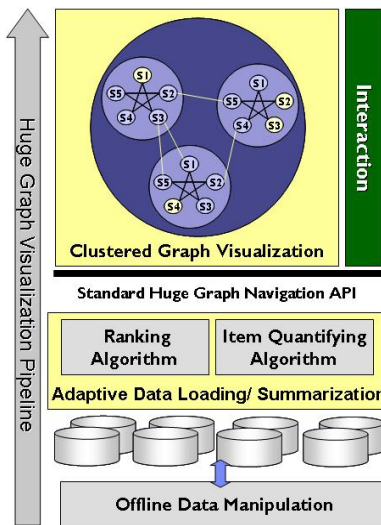 Huge Graph Visualization Pipeline
S1
S5
S2
S4
S3
S1
S5
S2
S4
S3
S1
S5
S2
S4
S3
Clustered Graph Visualization
Interaction
Standard Huge Graph Navigation API
Ranking
Algorithm
Item Quantifying
Algorithm
Adaptive Data Loading/ Summarization
Offline Data Manipulation